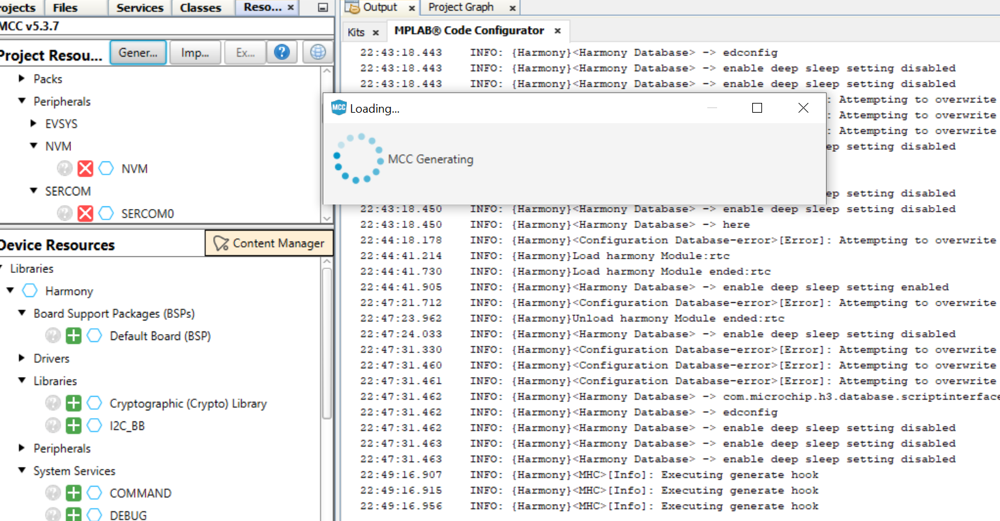 rojects Files Services Classes Reso... ×
MCC v5.3.7
Project Resou... Gener... Imp... Ex... ?
Packs
Peripherals
EVSYS
NVM
? NVM
SERCOM
? SERCOM0
Device Resources Content Manager
Libraries
Harmony
Board Support Packages (BSPs)
? Default Board (BSP)
Drivers
Libraries
? Cryptographic (Crypto) Library
? I2C_BB
Peripherals
System Services
? COMMAND
? DEBUG
Output × Project Graph ×
Kits × MPLAB® Code Configurator ×
22:43:18.443 INFO: {Harmony}<Harmony Database> -> edconfig
22:43:18.443 INFO: {Harmony}<Harmony Database> -> enable deep sleep setting disabled
22:43:18.443 INFO: {Harmony}<Harmony Database> -> enable deep sleep setting disabled
: Attempting to overwrite
: Attempting to overwrite
: Attempting to overwrite
ep setting disabled
MCC Loading...
MCC Generating
ep setting disabled
22:43:18.450 INFO: {Harmony}<Harmony Database> -> enable deep sleep setting disabled
22:43:18.450 INFO: {Harmony}<Harmony Database> -> here
22:44:18.178 INFO: {Harmony}<Configuration Database-error>[Error]: Attempting to overwrite
22:44:41.214 INFO: {Harmony}Load harmony Module:rtc
22:44:41.730 INFO: {Harmony}Load harmony Module ended:rtc
22:44:41.905 INFO: {Harmony}<Harmony Database> -> enable deep sleep setting enabled
22:47:21.712 INFO: {Harmony}<Configuration Database-error>[Error]: Attempting to overwrite
22:47:23.962 INFO: {Harmony}Unload harmony Module ended:rtc
22:47:24.033 INFO: {Harmony}<Harmony Database> -> enable deep sleep setting disabled
22:47:31.330 INFO: {Harmony}<Configuration Database-error>[Error]: Attempting to overwrite
22:47:31.460 INFO: {Harmony}<Configuration Database-error>[Error]: Attempting to overwrite
22:47:31.461 INFO: {Harmony}<Configuration Database-error>[Error]: Attempting to overwrite
22:47:31.462 INFO: {Harmony}<Harmony Database> -> com.microchip.h3.database.scriptinterface
22:47:31.462 INFO: {Harmony}<Harmony Database> -> edconfig
22:47:31.462 INFO: {Harmony}<Harmony Database> -> enable deep sleep setting disabled
22:47:31.463 INFO: {Harmony}<Harmony Database> -> enable deep sleep setting disabled
22:47:31.463 INFO: {Harmony}<Harmony Database> -> enable deep sleep setting disabled
22:49:16.907 INFO: {Harmony}<MHC>[Info]: Executing generate hook
22:49:16.915 INFO: {Harmony}<MHC>[Info]: Executing generate hook
22:49:16.956 INFO: {Harmony}<MHC>[Info]: Executing generate hook